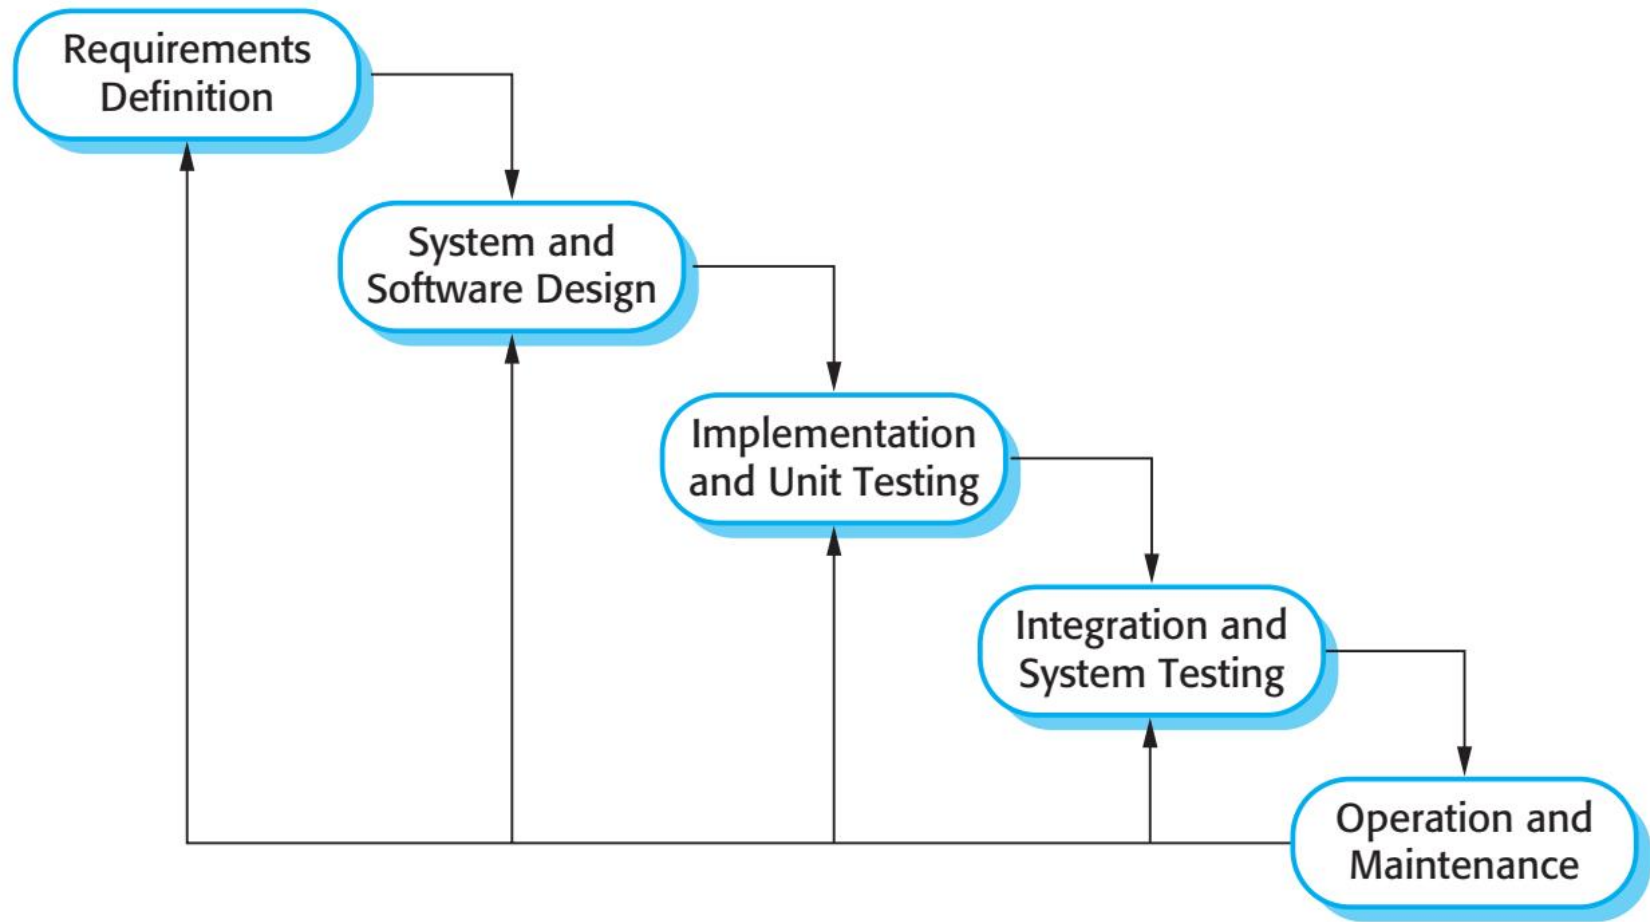 Requirements
Definition
System and
Software Design
Implementation
and Unit Testing
Integration and
System Testing
Operation and
Maintenance